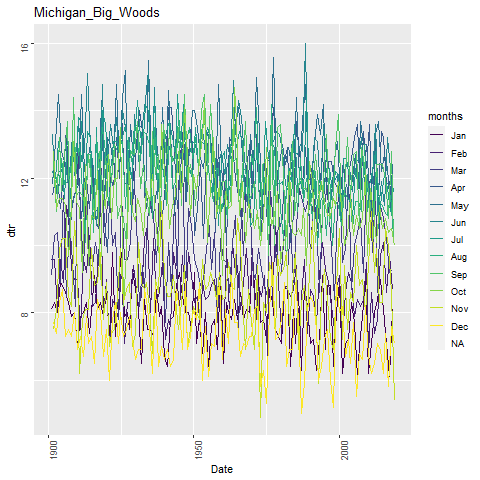 Michigan_Big_Woods
16
12
8
dtr
1900
1950
2000
Date
months
Jan
Feb
Mar
Apr
May
Jun
Jul
Aug
Sep
Oct
Nov
Dec
NA